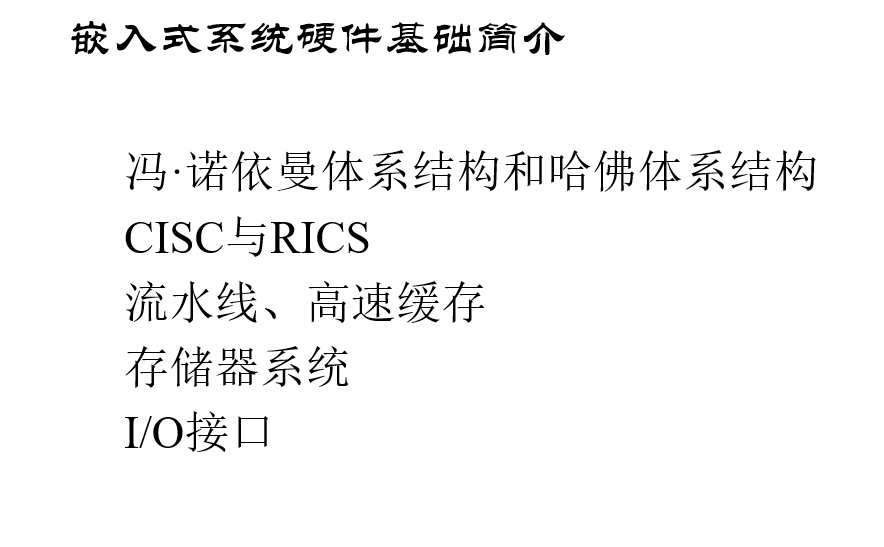 嵌入式系统硬件基础简介
冯·诺依曼体系结构和哈佛体系结构
CISC与RICS
流水线、高速缓存
存储器系统
I/O接口